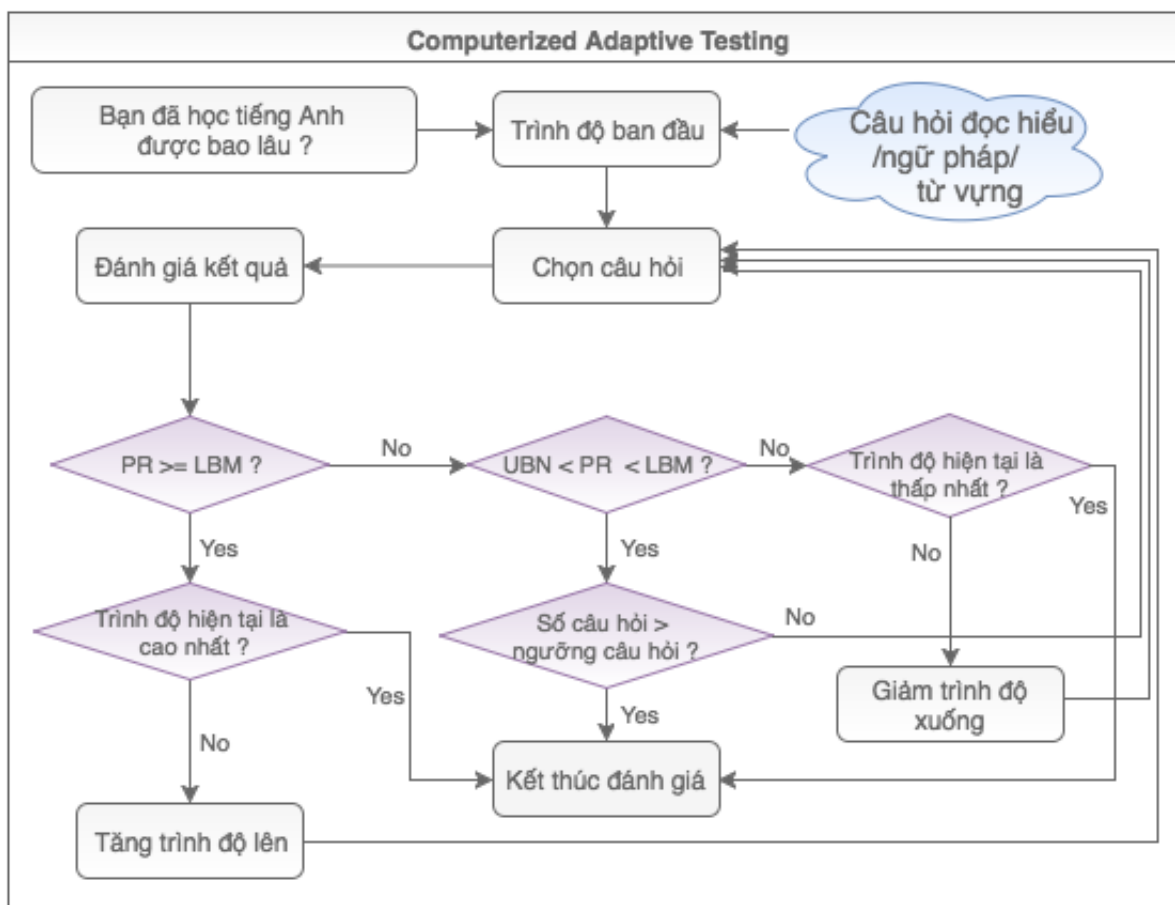 Computerized Adaptive Testing
Bạn đã học tiếng Anh
được bao lâu ?
Trình độ ban đầu
Câu hỏi đọc hiểu
/ngữ pháp/
từ vựng
Đánh giá kết quả
Chọn câu hỏi
PR >= LBM ?
No
UBN < PR < LBM ?
No
Trình độ hiện tại là
thấp nhất ?
Yes
Yes
Yes
No
Trình độ hiện tại là
cao nhất ?
Số câu hỏi >
ngưỡng câu hỏi ?
No
Yes
Yes
Giảm trình độ
xuống
No
Kết thúc đánh giá
Tăng trình độ lên